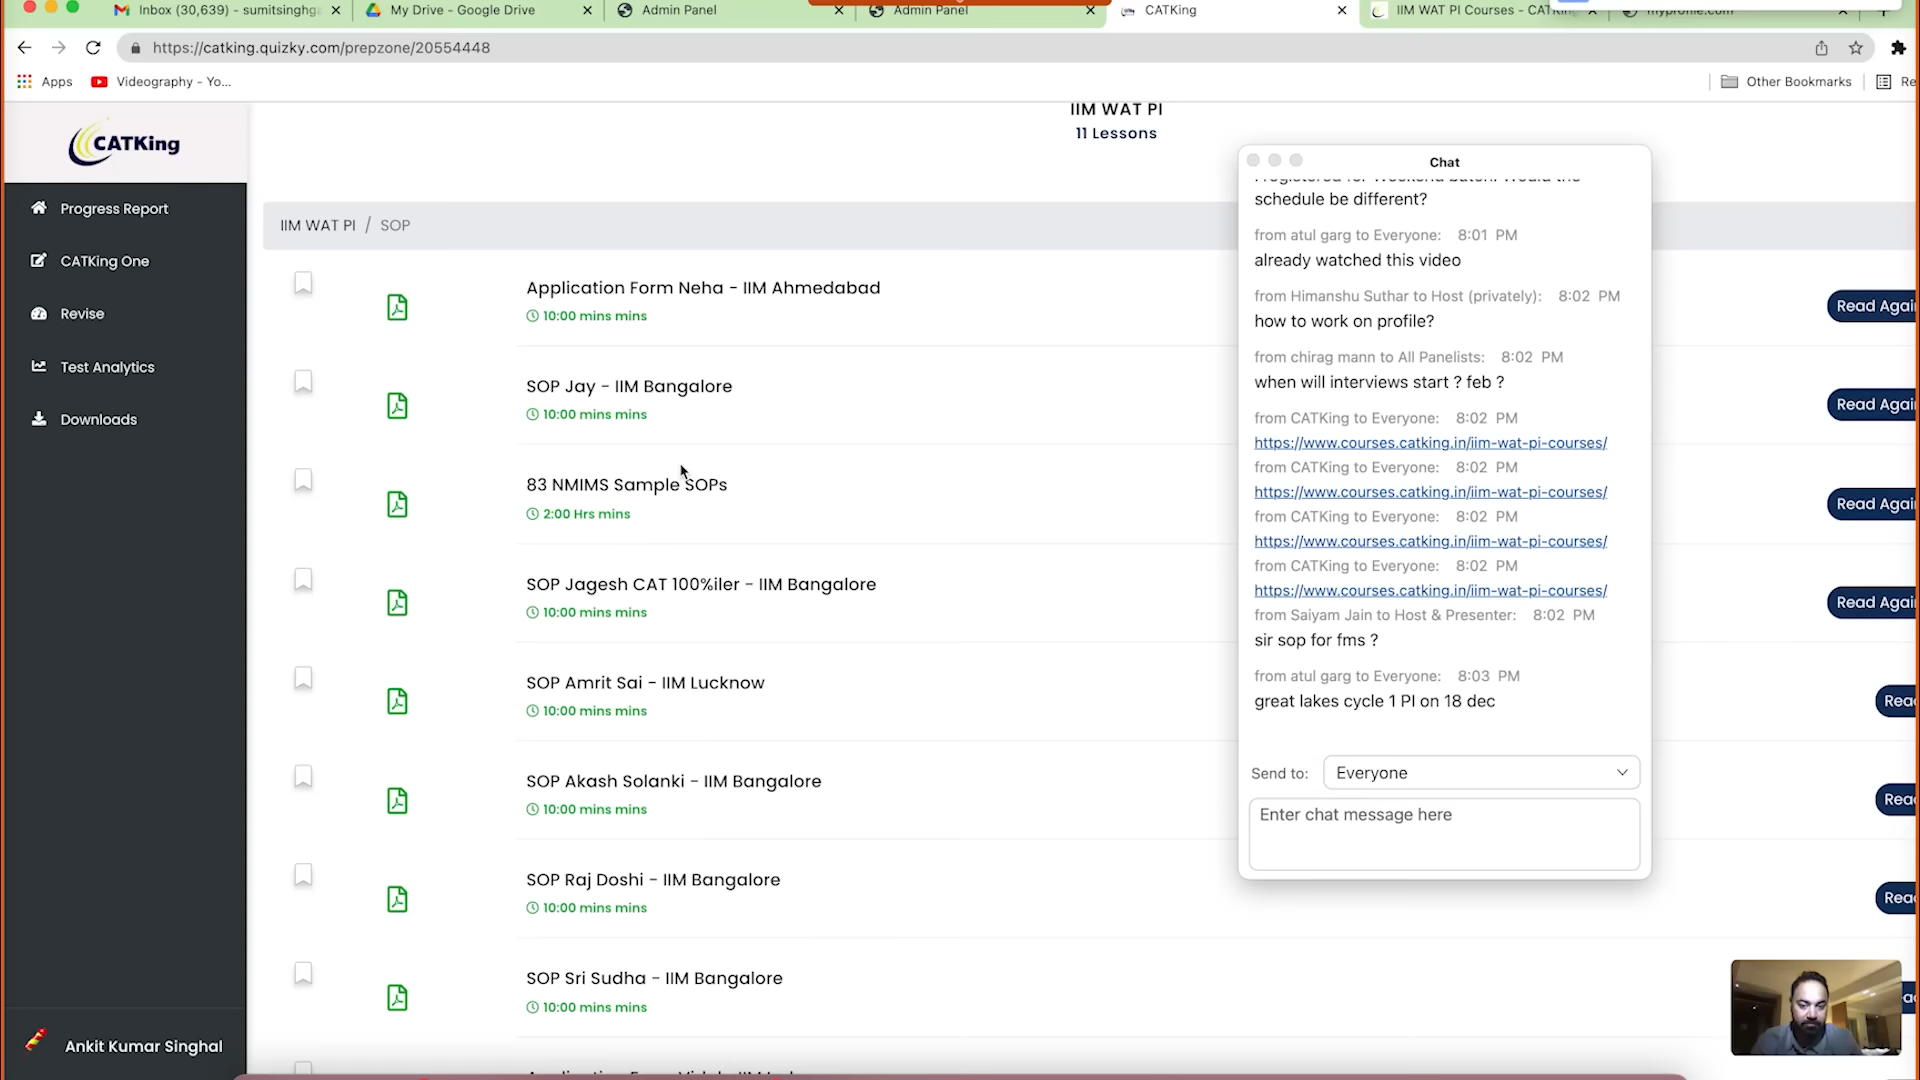 Inbox (30,639) - sumitsinghg
My Drive - Google Drive
Admin Panel
Admin Panel
CATKing
IIM WAT PI Courses - CATKin
myprofile.com
https://catking.quizky.com/prepzone/20554448
Apps
Videography - Yo...
Other Bookmarks
Re
CATKing
Progress Report
CATKing One
Revise
Test Analytics
Downloads
Ankit Kumar Singhal
IIM WAT PI
11 Lessons
IIM WAT PI / SOP
Application Form Neha - IIM Ahmedabad
10:00 mins mins
Read Again
SOP Jay - IIM Bangalore
10:00 mins mins
Read Again
83 NMIMS Sample SOPs
2:00 Hrs mins
Read Again
SOP Jagesh CAT 100%iler - IIM Bangalore
10:00 mins mins
Read Again
SOP Amrit Sai - IIM Lucknow
10:00 mins mins
Read
SOP Akash Solanki - IIM Bangalore
10:00 mins mins
Read
SOP Raj Doshi - IIM Bangalore
10:00 mins mins
Read
SOP Sri Sudha - IIM Bangalore
10:00 mins mins
Chat
schedule be different?
from atul garg to Everyone: 8:01 PM
already watched this video
from Himanshu Suthar to Host (privately): 8:02 PM
how to work on profile?
from chirag mann to All Panelists: 8:02 PM
when will interviews start ? feb ?
from CATKing to Everyone: 8:02 PM
https://www.courses.catking.in/iim-wat-pi-courses/
from CATKing to Everyone: 8:02 PM
https://www.courses.catking.in/iim-wat-pi-courses/
from CATKing to Everyone: 8:02 PM
https://www.courses.catking.in/iim-wat-pi-courses/
from CATKing to Everyone: 8:02 PM
https://www.courses.catking.in/iim-wat-pi-courses/
from Saiyam Jain to Host & Presenter: 8:02 PM
sir sop for fms ?
from atul garg to Everyone: 8:03 PM
great lakes cycle 1 PI on 18 dec
Send to: Everyone
Enter chat message here